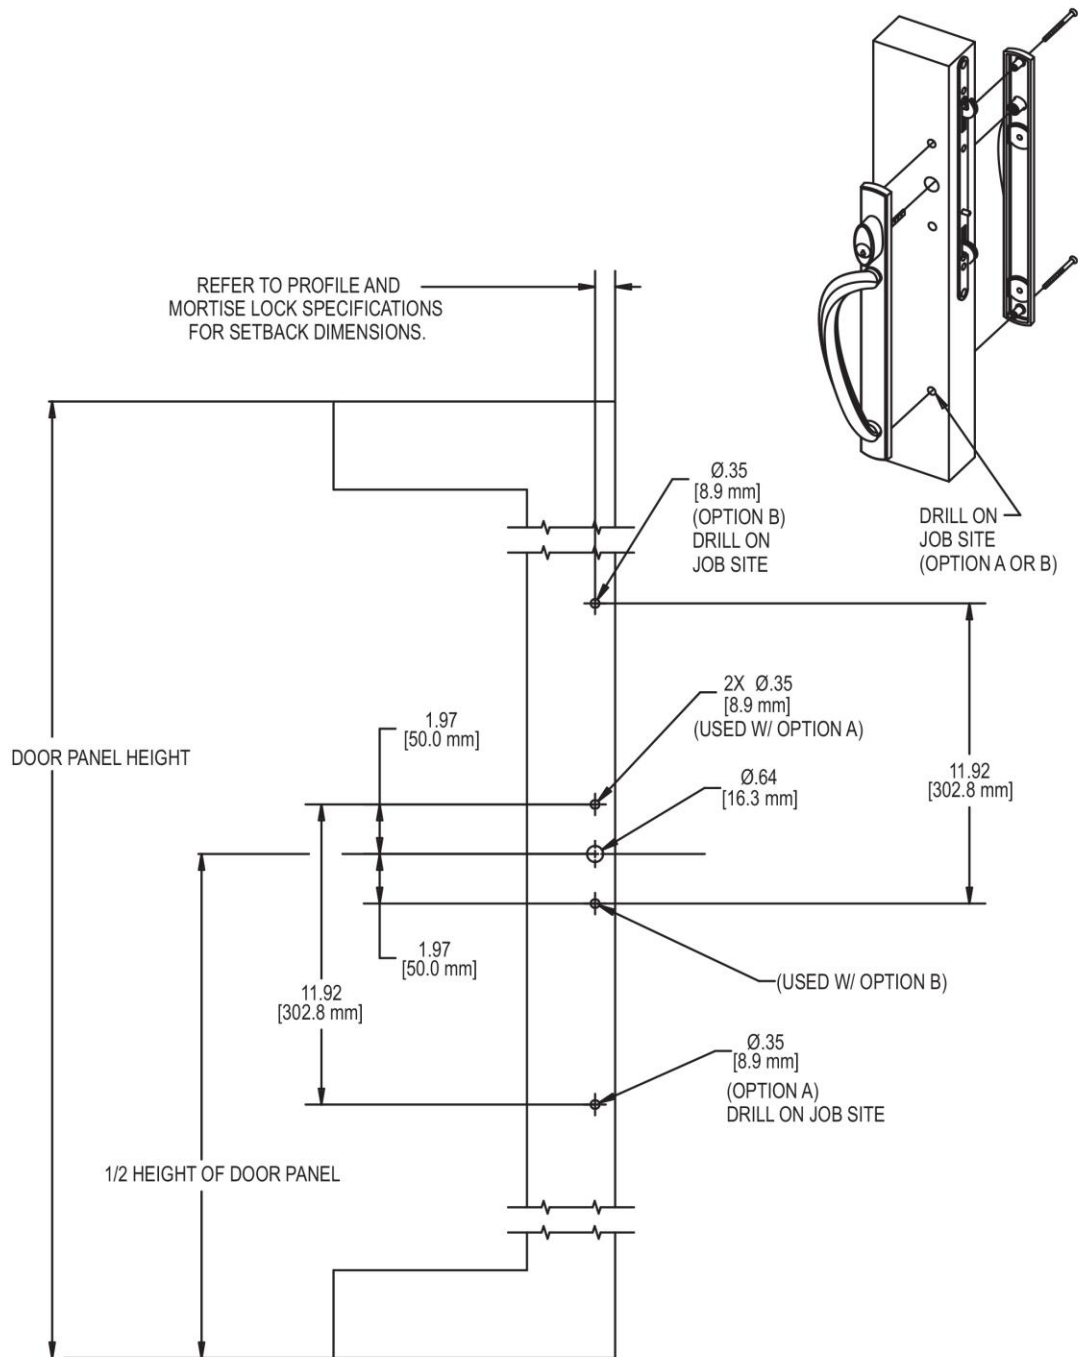 REFER TO PROFILE AND
MORTISE LOCK SPECIFICATIONS
FOR SETBACK DIMENSIONS.
Ø.35
[8.9 mm]
(OPTION B)
DRILL ON
JOB SITE
DRILL ON
JOB SITE
(OPTION A OR B)
2X Ø.35
[8.9 mm]
(USED W/ OPTION A)
1.97
[50.0 mm]
DOOR PANEL HEIGHT
Ø.64
[16.3 mm]
11.92
[302.8 mm]
1.97
[50.0 mm]
(USED W/ OPTION B)
11.92
[302.8 mm]
Ø.35
[8.9 mm]
(OPTION A)
DRILL ON JOB SITE
1/2 HEIGHT OF DOOR PANEL